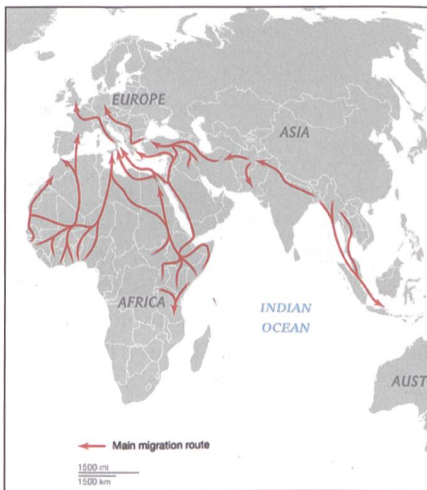 EUROPE
ASIA
AFRICA
INDIAN
OCEAN
AUST
Main migration route
1500 mi
1500 km